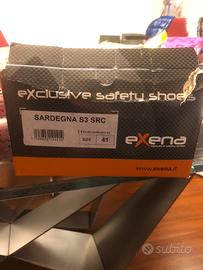 exclusive safety shoes
SARDEGNA S3 SRC
SIZE 41
exena
www.exena.it
subito